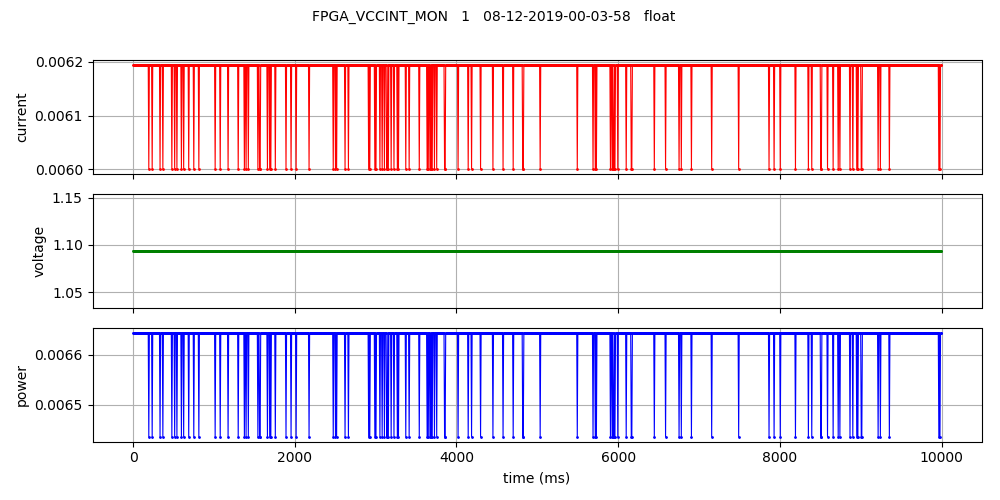 FPGA_VCCINT_MON 1 08-12-2019-00-03-58 float
0.0062
0.0061
0.0060
current
1.15
1.10
1.05
voltage
0.0066
0.0065
power
0 2000 4000 6000 8000 10000
time (ms)